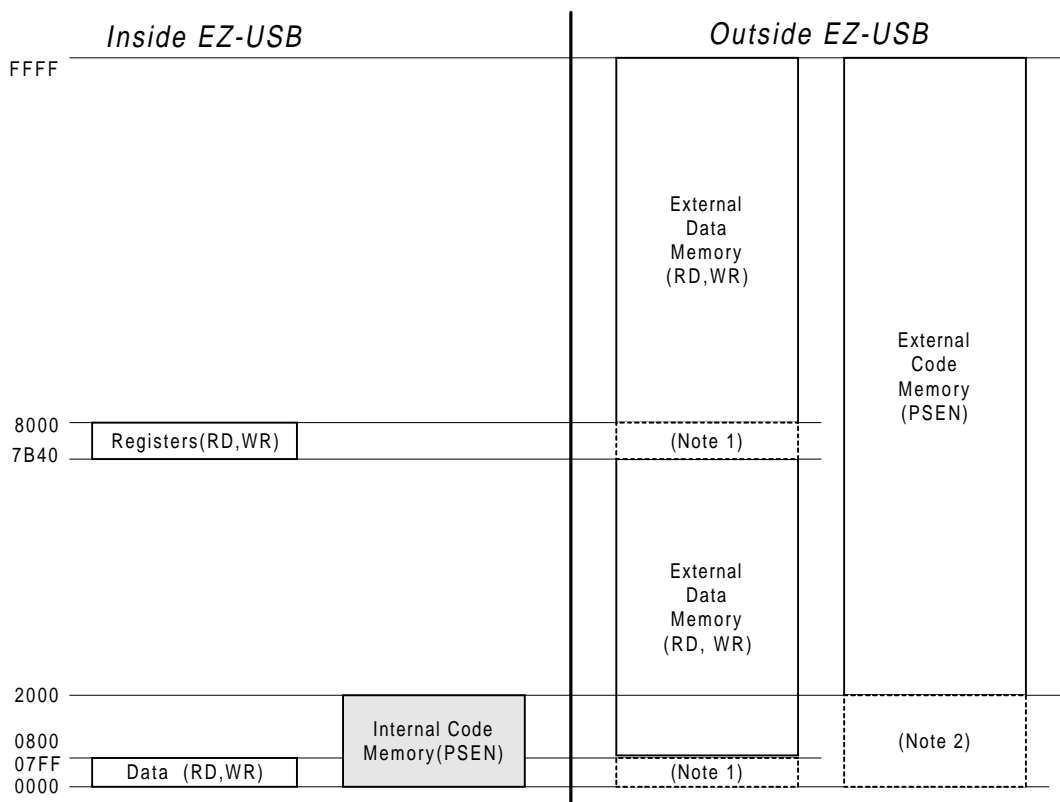 Inside EZ-USB
Outside EZ-USB
FFFF
External
Data
Memory
(RD,WR)
External
Code
Memory
(PSEN)
8000
Registers(RD,WR)
(Note 1)
7B40
External
Data
Memory
(RD, WR)
2000
Internal Code
Memory(PSEN)
(Note 2)
0800
07FF
Data (RD,WR)
(Note 1)
0000